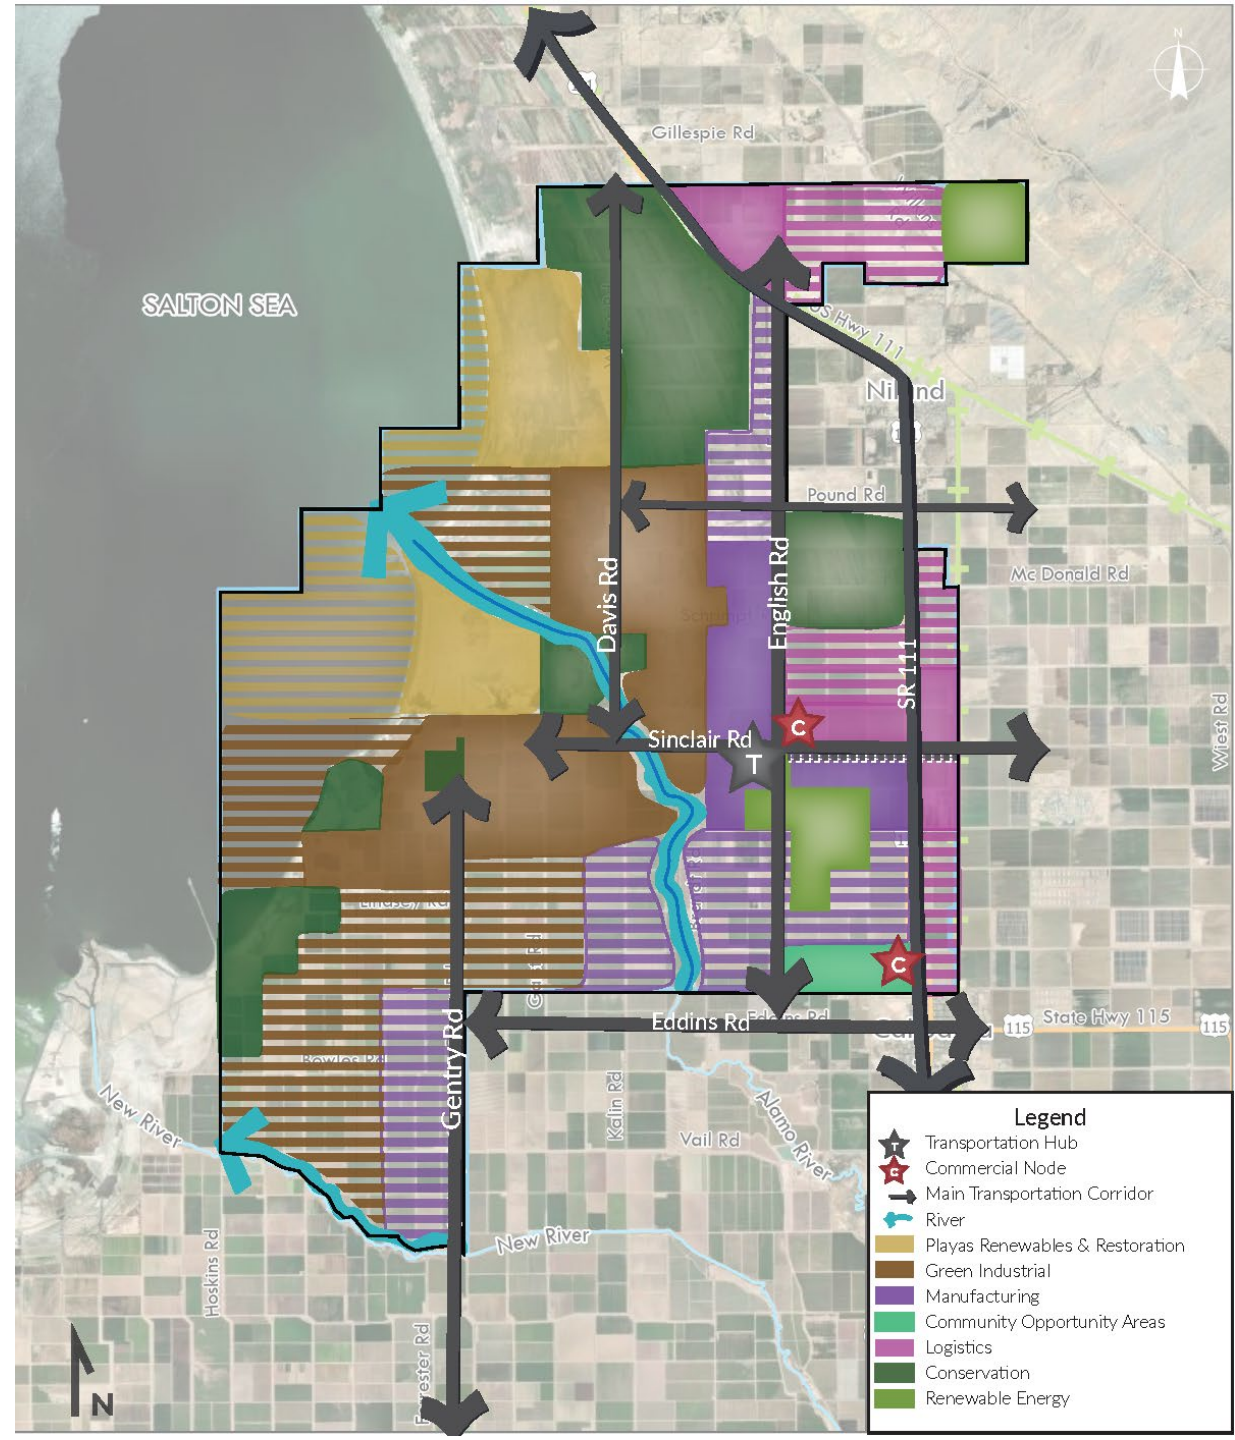 N
Gillespie Rd
SALTON SEA
US Hwy 111
Niland
Pound Rd
Mc Donald Rd
Davis Rd
English Rd
SR 111
Wiest Rd
C
Sinclair Rd
T
C
Eddins Rd
State Hwy 115
115
115
Gentry Rd
New River
Kalin Rd
Vail Rd
Alamo River
New River
Hoskins Rd
N
Legend
T Transportation Hub
C Commercial Node
Main Transportation Corridor
River
Playas Renewables & Restoration
Green Industrial
Manufacturing
Community Opportunity Areas
Logistics
Conservation
Renewable Energy